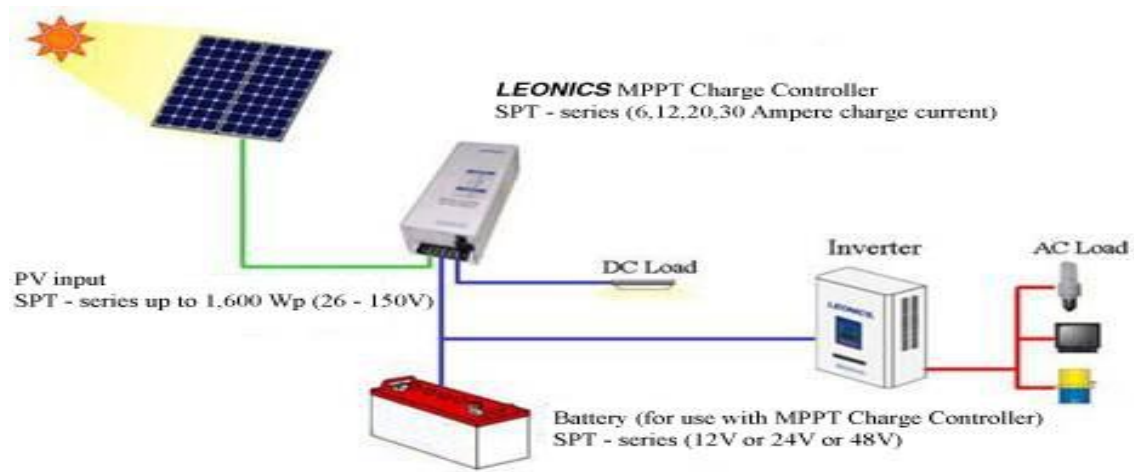 LEONICS MPPT Charge Controller
SPT - series (6,12,20,30 Ampere charge current)
PV input
SPT - series up to 1,600 Wp (26 - 150V)
DC Load
Inverter
AC Load
LEONICS
Battery (for use with MPPT Charge Controller)
SPT - series (12V or 24V or 48V)